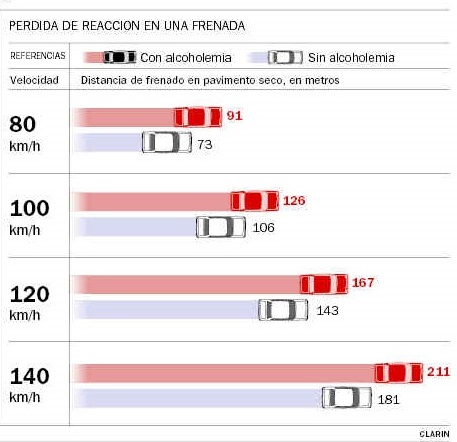 PERDIDA DE REACCION EN UNA FRENADA
REFERENCIAS Con alcoholemia Sin alcoholemia
Velocidad Distancia de frenado en pavimento seco, en metros
80 km/h 91
73
100 km/h 126
106
120 km/h 167
143
140 km/h 211
181
CLARIN